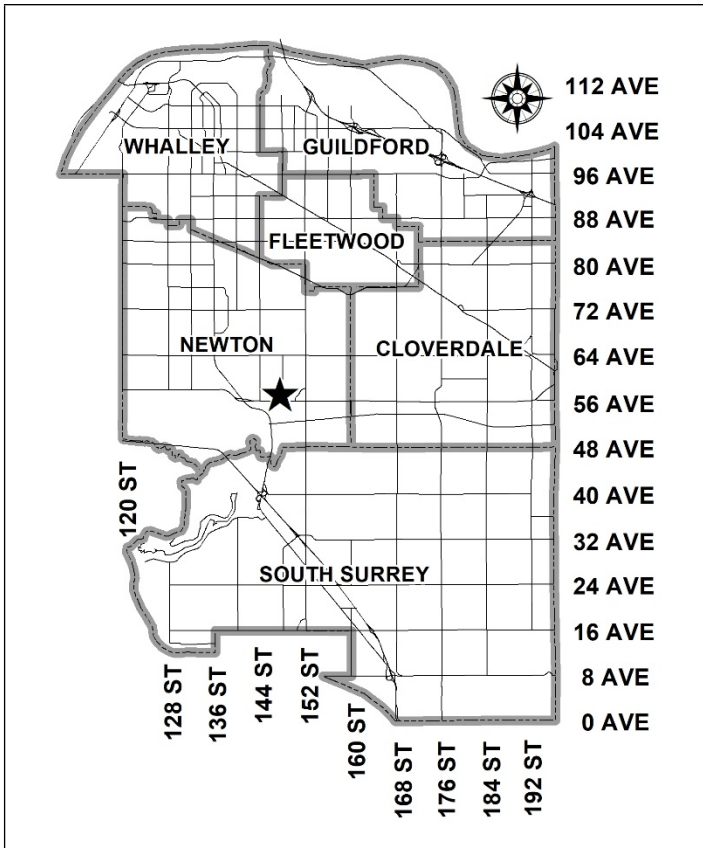 112 AVE
104 AVE
WHALLEY
GUILDFORD
96 AVE
88 AVE
FLEETWOOD
80 AVE
72 AVE
NEWTON
CLOVERDALE
64 AVE
56 AVE
48 AVE
120 ST
40 AVE
32 AVE
SOUTH SURREY
24 AVE
16 AVE
8 AVE
0 AVE
128 ST
136 ST
144 ST
152 ST
160 ST
168 ST
176 ST
184 ST
192 ST